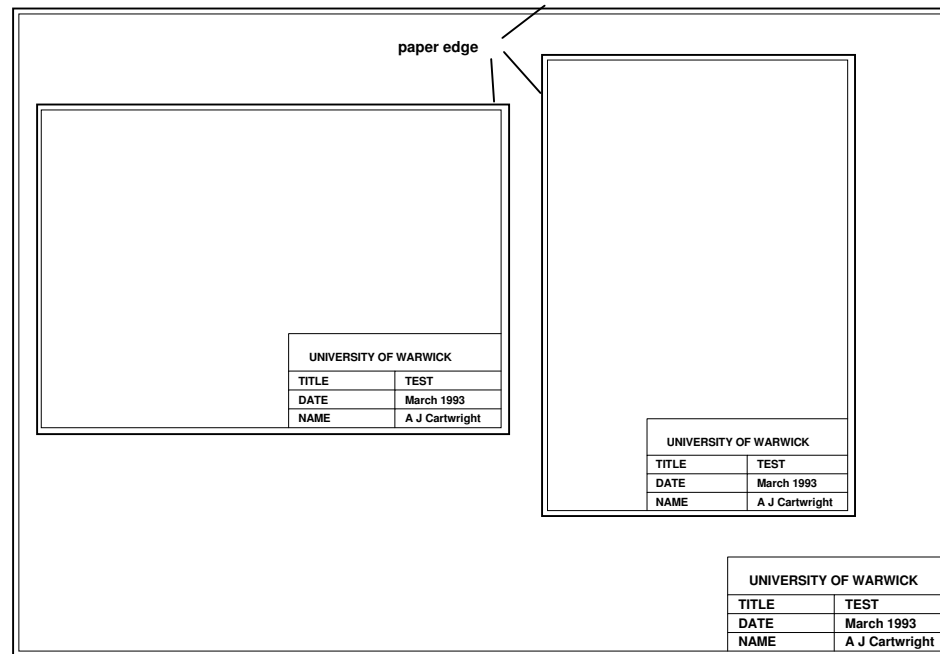 paper edge
UNIVERSITY OF WARWICK
TITLE TEST
DATE March 1993
NAME A J Cartwright
UNIVERSITY OF WARWICK
TITLE TEST
DATE March 1993
NAME A J Cartwright
UNIVERSITY OF WARWICK
TITLE TEST
DATE March 1993
NAME A J Cartwright